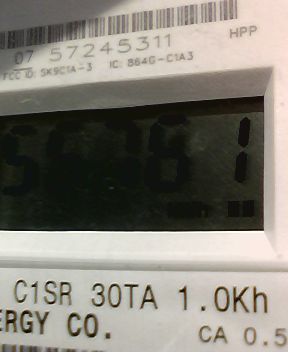 HPP
07 57245311
FCC ID: SK9C1A-3 IC: 864G-C1A3
56761
C1SR 30TA 1.0Kh
ERGY CO. CA 0.5